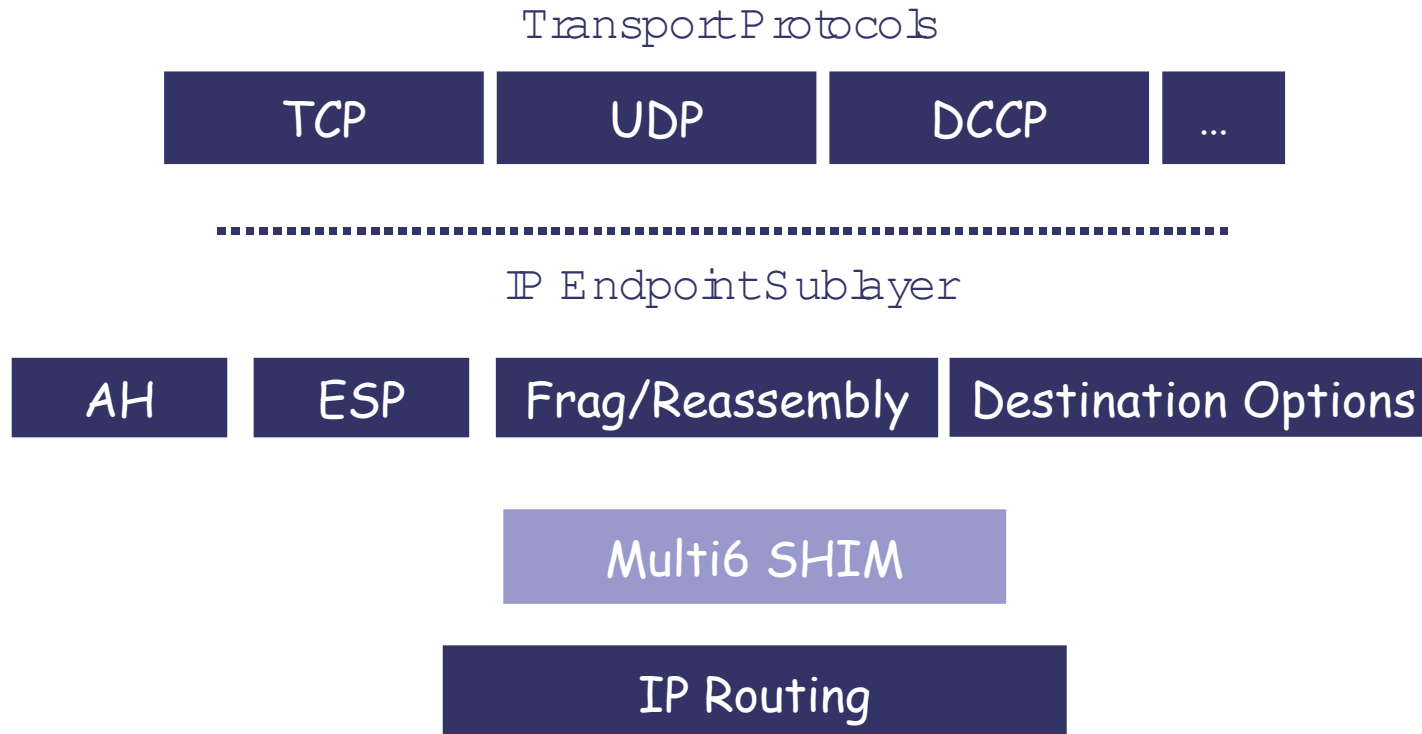 Transport Protocols
TCP UDP DCCP ...
IP Endpoint Sublayer
AH ESP Frag/Reassembly Destination Options
Multi6 SHIM
IP Routing